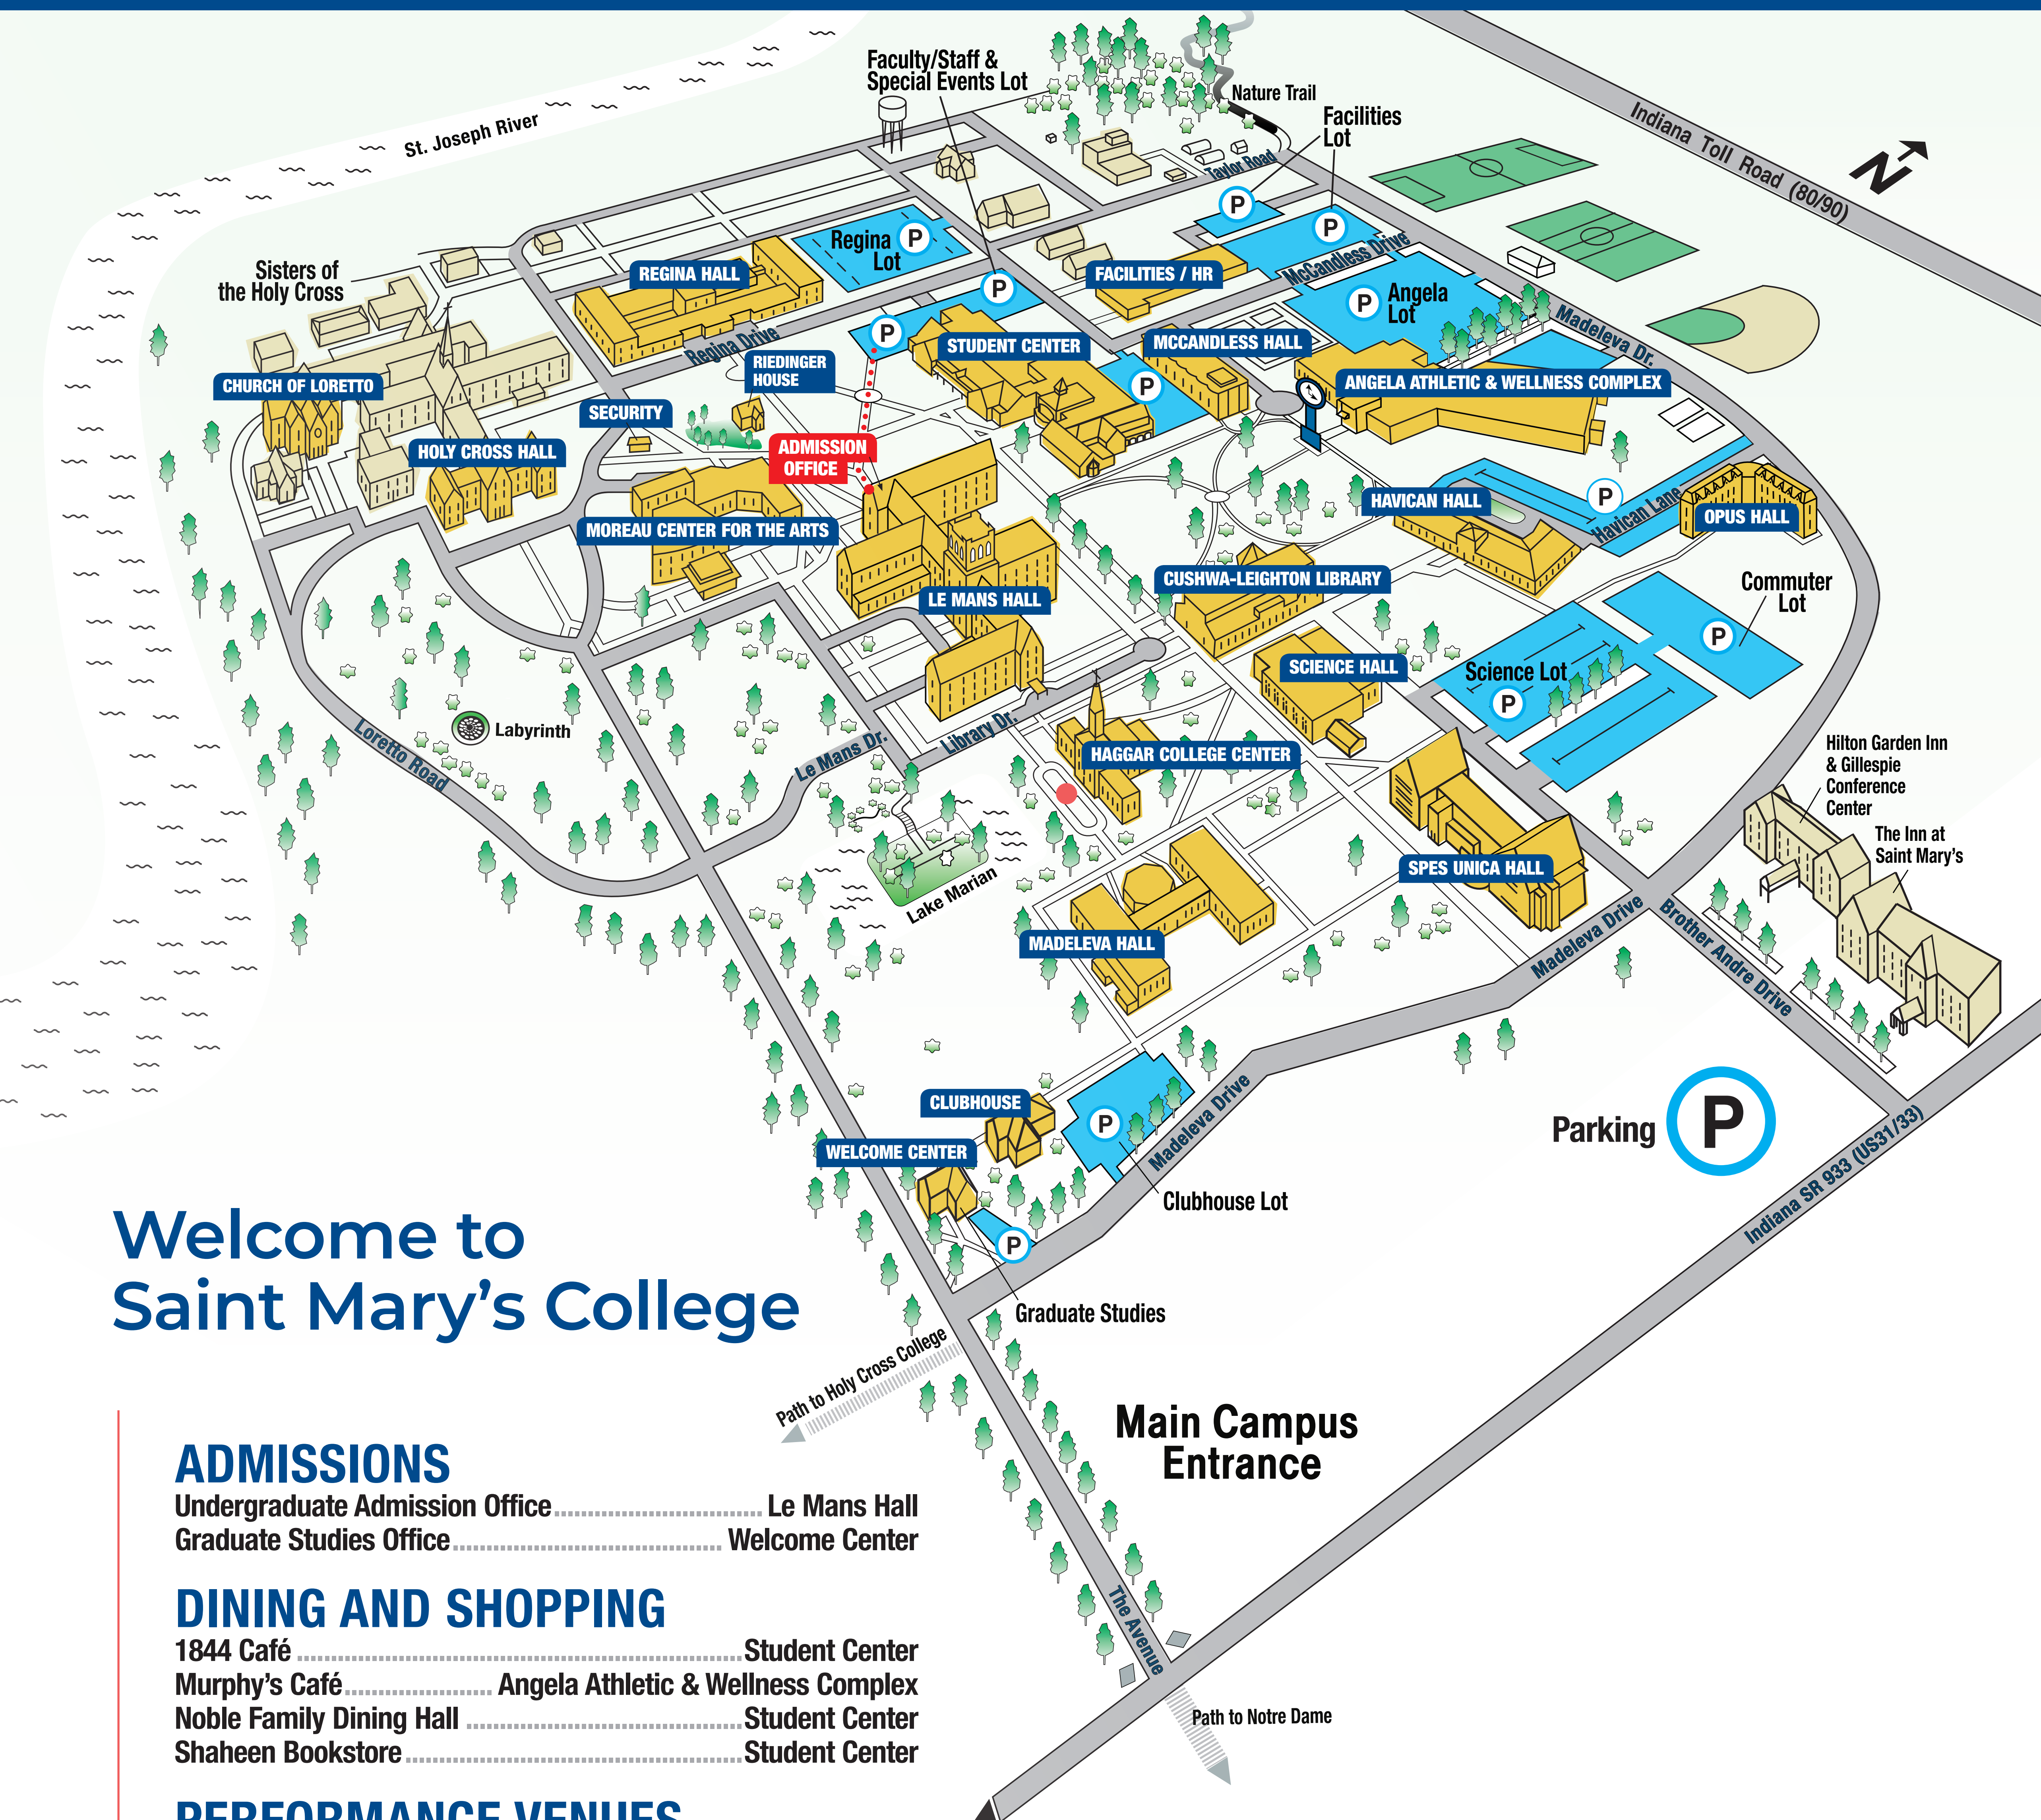 Faculty/Staff &
Special Events Lot
Nature Trail
Facilities
Lot
Indiana Toll Road (80/90)
N
St. Joseph River
Taylor Road
P
P
Regina
Lot
P
McCandless Drive
Sisters of
the Holy Cross
REGINA HALL
FACILITIES / HR
P
P
Angela
Lot
Madeleva Dr.
P
Regina Drive
STUDENT CENTER
MCCANDLESS HALL
RIEDINGER
HOUSE
CHURCH OF LORETTO
P
ANGELA ATHLETIC & WELLNESS COMPLEX
SECURITY
HOLY CROSS HALL
ADMISSION
OFFICE
HAVICAN HALL
P
Havican Lane
OPUS HALL
MOREAU CENTER FOR THE ARTS
CUSHWA-LEIGHTON LIBRARY
Commuter
Lot
LE MANS HALL
P
SCIENCE HALL
Science Lot
P
Labyrinth
Loretto Road
Le Mans Dr.
Library Dr.
HAGGAR COLLEGE CENTER
Hilton Garden Inn
& Gillespie
Conference
Center
The Inn at
Saint Mary's
SPES UNICA HALL
Lake Marian
MADELEVA HALL
Madeleva Drive
Brother Andre Drive
CLUBHOUSE
P
Madeleva Drive
Parking
P
WELCOME CENTER
Clubhouse Lot
Indiana SR 933 (US31/33)
P
Graduate Studies
Welcome to
Saint Mary's College
Path to Holy Cross College
Main Campus
Entrance
The Avenue
Path to Notre Dame
ADMISSIONS
Undergraduate Admission Office Le Mans Hall
Graduate Studies Office Welcome Center
DINING AND SHOPPING
1844 Café Student Center
Murphy's Café Angela Athletic & Wellness Complex
Noble Family Dining Hall Student Center
Shaheen Bookstore Student Center
PERFORMANCE VENUES